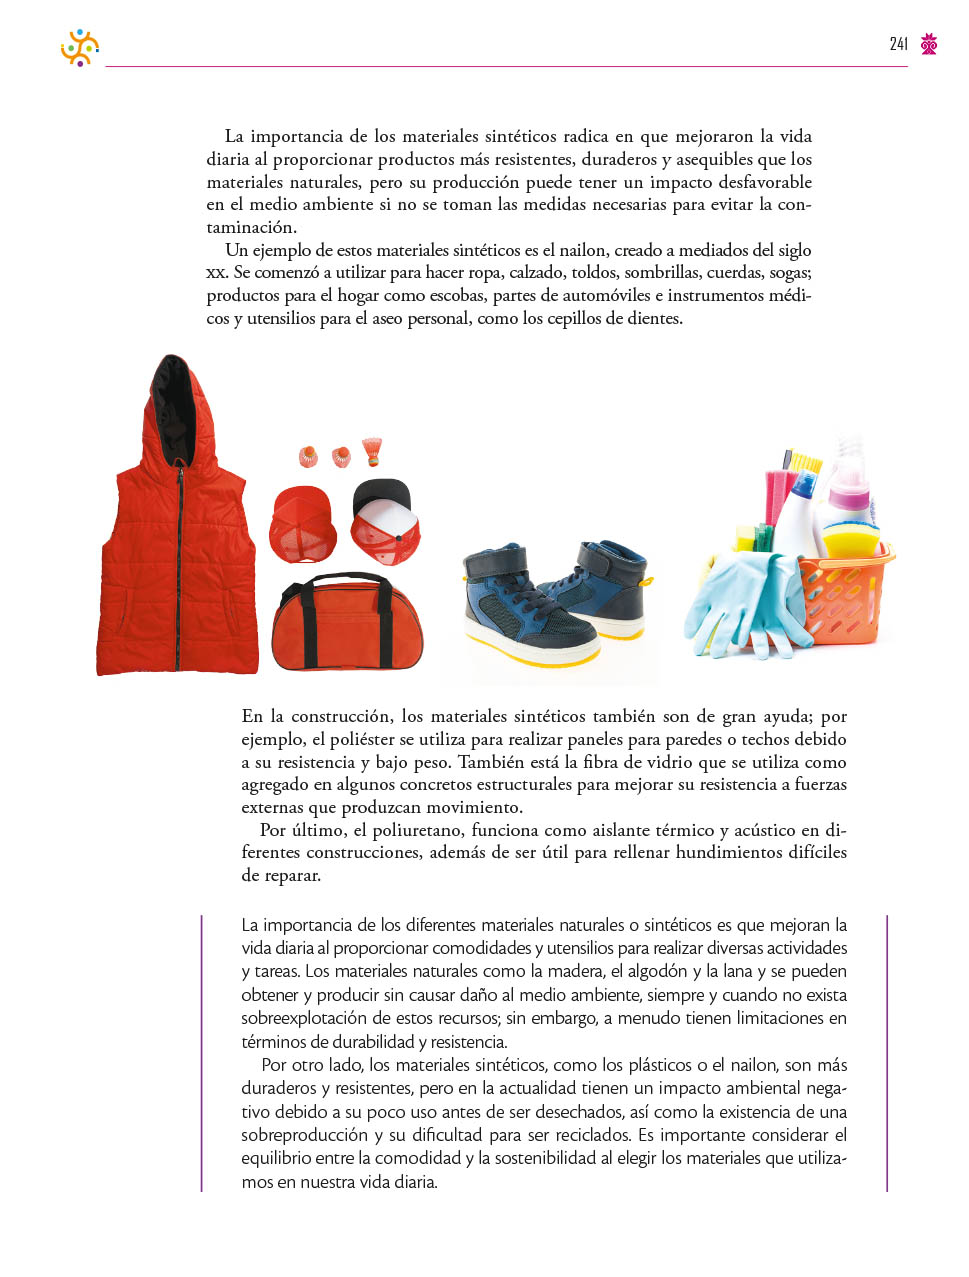 241
La importancia de los materiales sintéticos radica en que mejoraron la vida
diaria al proporcionar productos más resistentes, duraderos y asequibles que los
materiales naturales, pero su producción puede tener un impacto desfavorable
en el medio ambiente si no se toman las medidas necesarias para evitar la con-
taminación.
Un ejemplo de estos materiales sintéticos es el nailon, creado a mediados del siglo
XX. Se comenzó a utilizar para hacer ropa, calzado, toldos, sombrillas, cuerdas, sogas;
productos para el hogar como escobas, partes de automóviles e instrumentos médi-
cos y utensilios para el aseo personal, como los cepillos de dientes.
En la construcción, los materiales sintéticos también son de gran ayuda; por
ejemplo, el poliéster se utiliza para realizar paneles para paredes o techos debido
a su resistencia y bajo peso. También está la fibra de vidrio que se utiliza como
agregado en algunos concretos estructurales para mejorar su resistencia a fuerzas
externas que produzcan movimiento.
Por último, el poliuretano, funciona como aislante térmico y acústico en di-
ferentes construcciones, además de ser útil para rellenar hundimientos difíciles
de reparar.
La importancia de los diferentes materiales naturales o sintéticos es que mejoran la
vida diaria al proporcionar comodidades y utensilios para realizar diversas actividades
y tareas. Los materiales naturales como la madera, el algodón y la lana y se pueden
obtener y producir sin causar daño al medio ambiente, siempre y cuando no exista
sobreexplotación de estos recursos; sin embargo, a menudo tienen limitaciones en
términos de durabilidad y resistencia.
Por otro lado, los materiales sintéticos, como los plásticos o el nailon, son más
duraderos y resistentes, pero en la actualidad tienen un impacto ambiental nega-
tivo debido a su poco uso antes de ser desechados, así como la existencia de una
sobreproducción y su dificultad para ser reciclados. Es importante considerar el
equilibrio entre la comodidad y la sostenibilidad al elegir los materiales que utiliza-
mos en nuestra vida diaria.